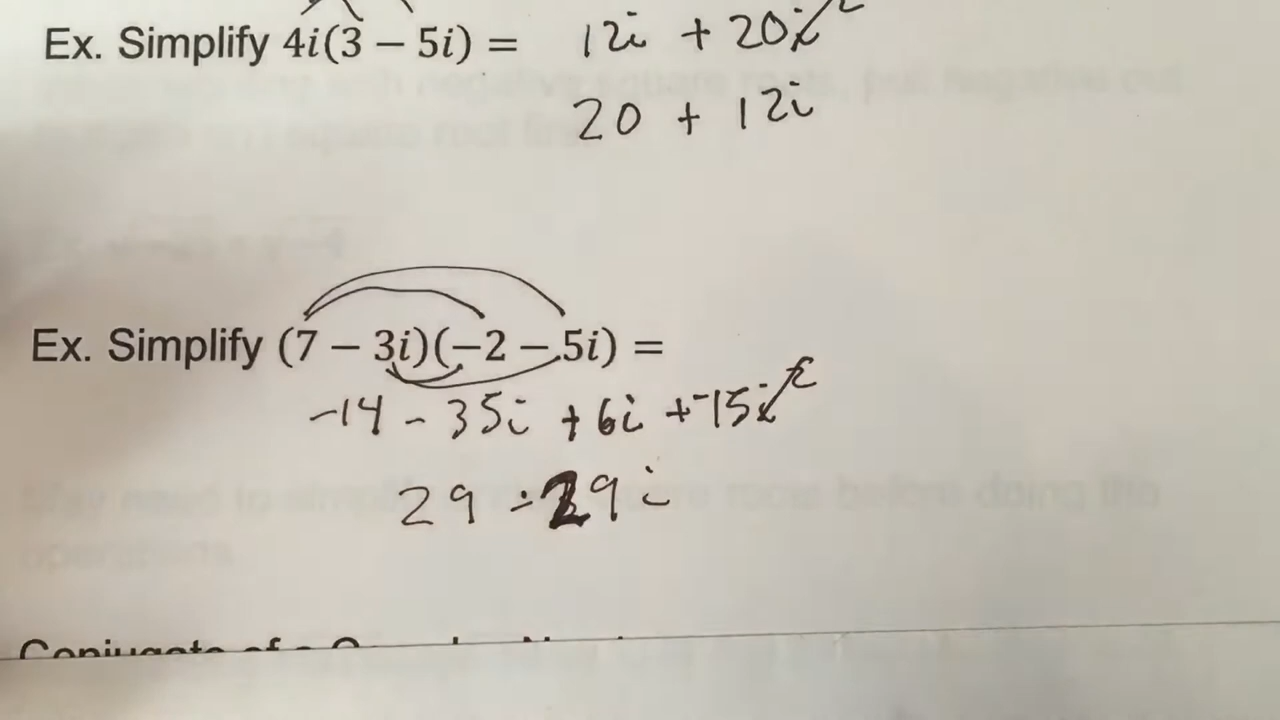 Ex. Simplify 4i(3 − 5i) = 12i + 20i²
20 + 12i
Ex. Simplify (7 − 3i)(−2 − 5i) =
-14 - 35i + 6i + -15i²
29 - 29i